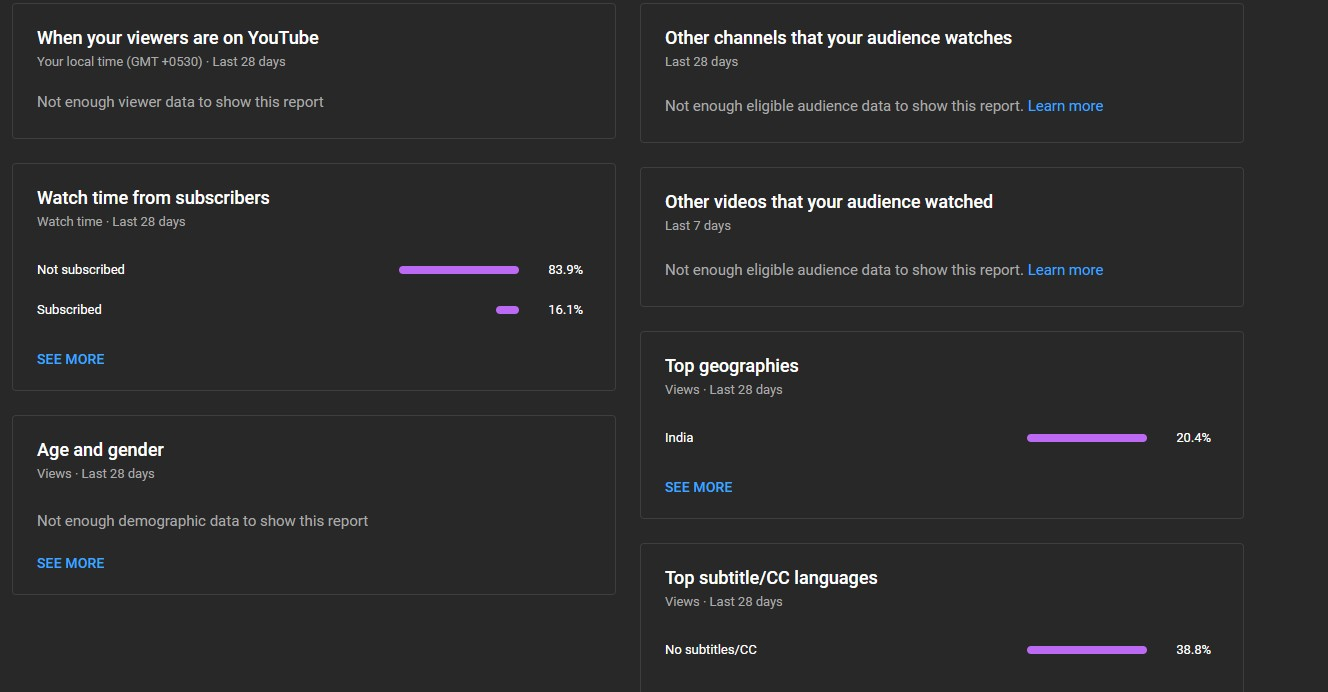 When your viewers are on YouTube
Your local time (GMT +0530) · Last 28 days
Not enough viewer data to show this report
Watch time from subscribers
Watch time · Last 28 days
Not subscribed 83.9%
Subscribed 16.1%
SEE MORE
Age and gender
Views · Last 28 days
Not enough demographic data to show this report
SEE MORE
Other channels that your audience watches
Last 28 days
Not enough eligible audience data to show this report. Learn more
Other videos that your audience watched
Last 7 days
Not enough eligible audience data to show this report. Learn more
Top geographies
Views · Last 28 days
India 20.4%
SEE MORE
Top subtitle/CC languages
Views · Last 28 days
No subtitles/CC 38.8%